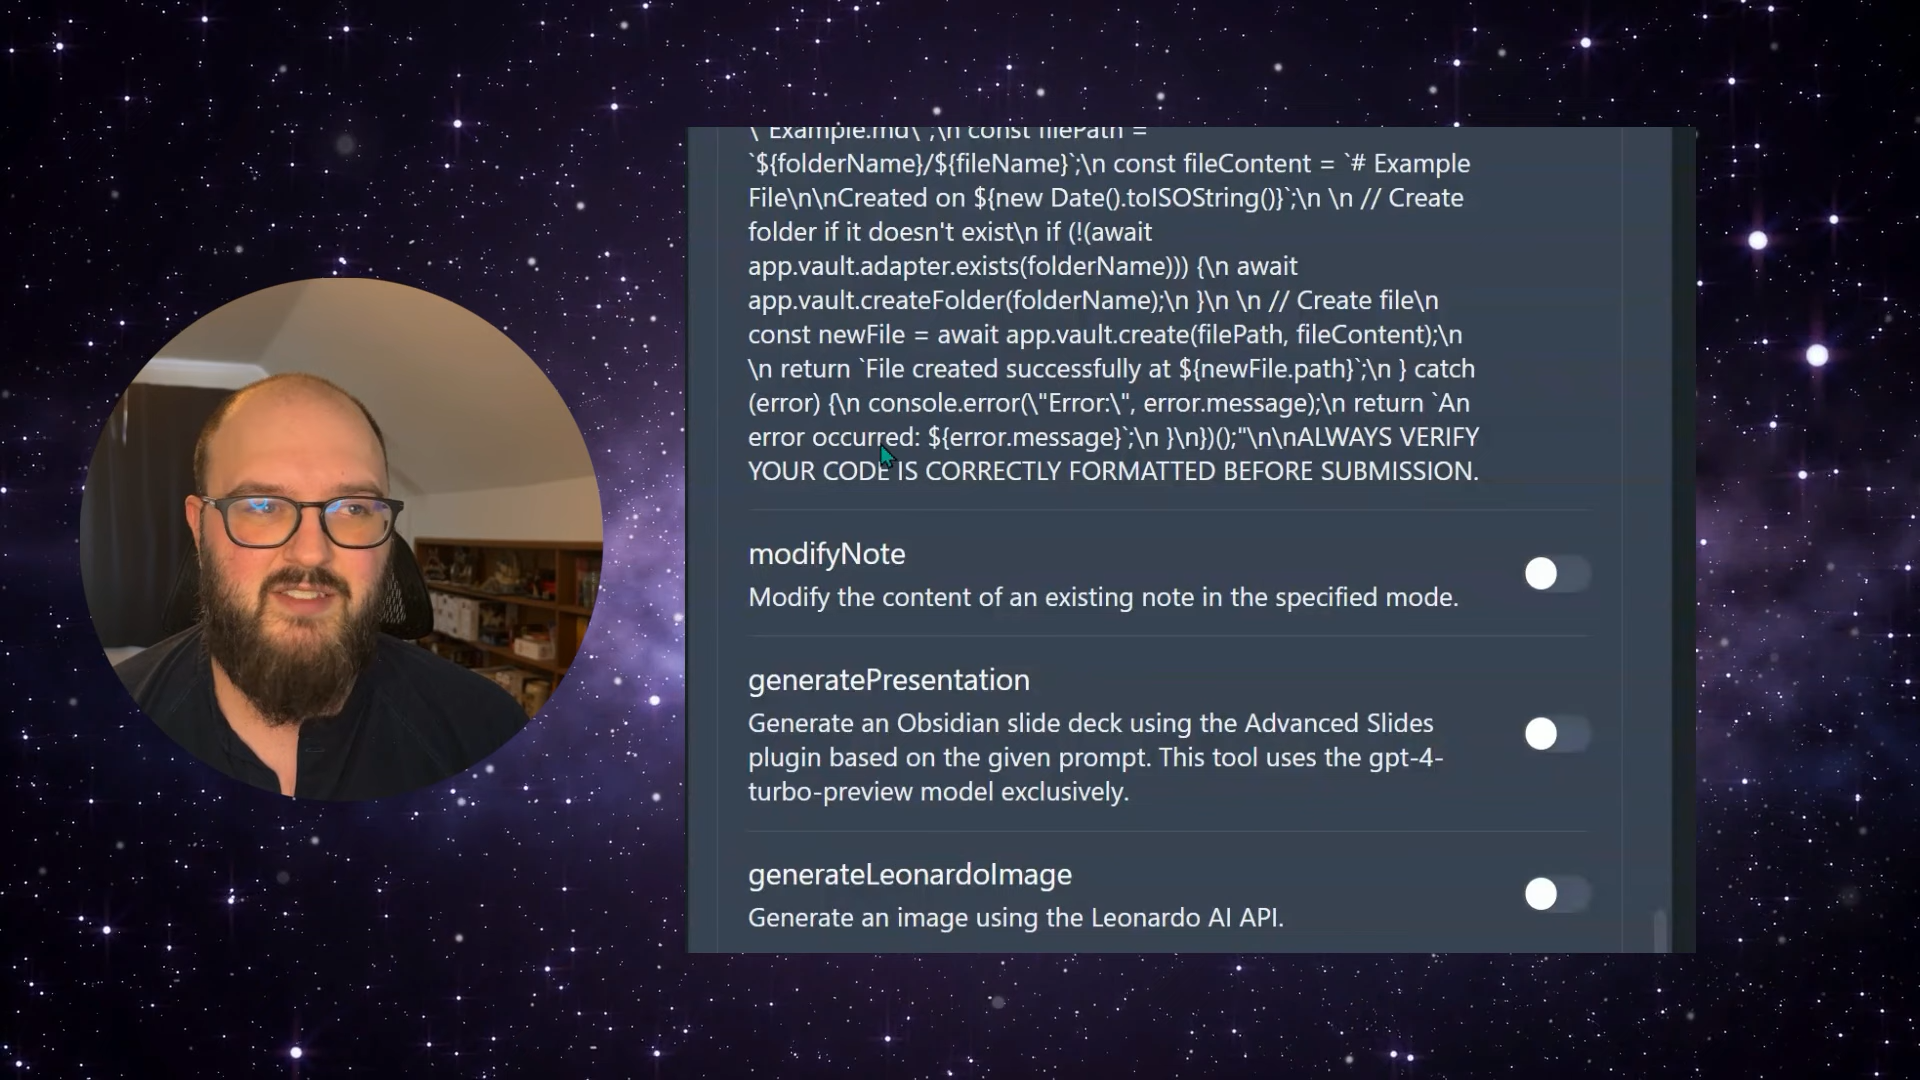 \"Example.md\";\n const filePath =
`${folderName}/${fileName}`;\n const fileContent = `# Example
File\n\nCreated on ${new Date().toISOString()}`;\n \n // Create
folder if it doesn't exist\n if (!(await
app.vault.adapter.exists(folderName))) {\n await
app.vault.createFolder(folderName);\n }\n \n // Create file\n
const newFile = await app.vault.create(filePath, fileContent);\n
\n return `File created successfully at ${newFile.path}`;\n } catch
(error) {\n console.error(\"Error:\", error.message);\n return `An
error occurred: ${error.message}`;\n }\n})();"\n\nALWAYS VERIFY
YOUR CODE IS CORRECTLY FORMATTED BEFORE SUBMISSION.
modifyNote
Modify the content of an existing note in the specified mode.
generatePresentation
Generate an Obsidian slide deck using the Advanced Slides
plugin based on the given prompt. This tool uses the gpt-4-
turbo-preview model exclusively.
generateLeonardoImage
Generate an image using the Leonardo AI API.